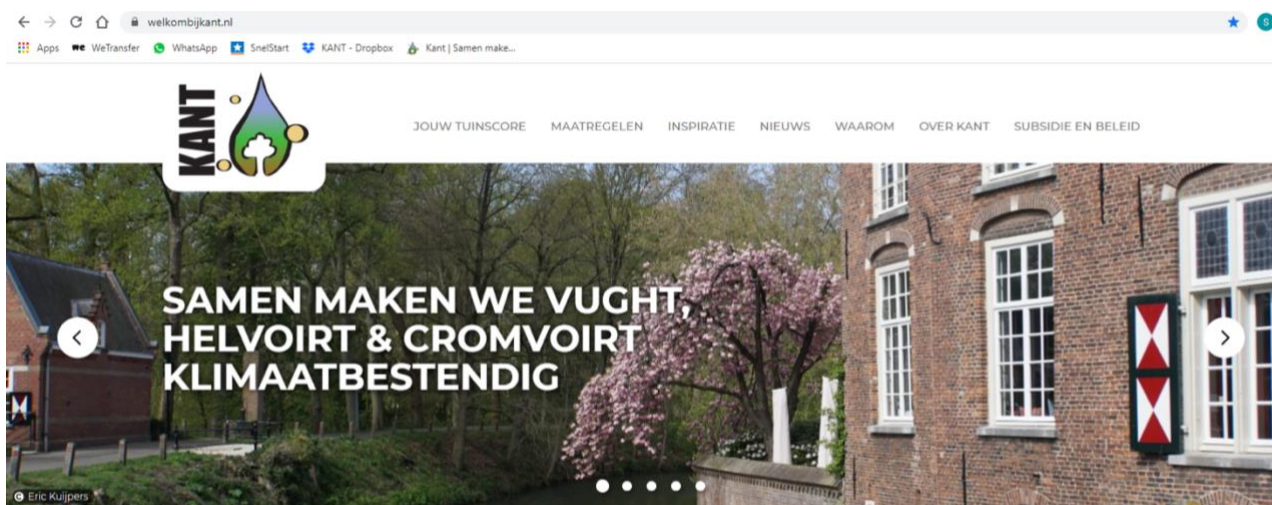 welkombijkant.nl
S
Apps we WeTransfer WhatsApp SnelStart KANT - Dropbox Kant | Samen make...
KANT
JOUW TUINSCORE MAATREGELEN INSPIRATIE NIEUWS WAAROM OVER KANT SUBSIDIE EN BELEID
SAMEN MAKEN WE VUGHT,
HELVOIRT & CROMVOIRT
KLIMAATBESTENDIG
© Eric Kuijpers